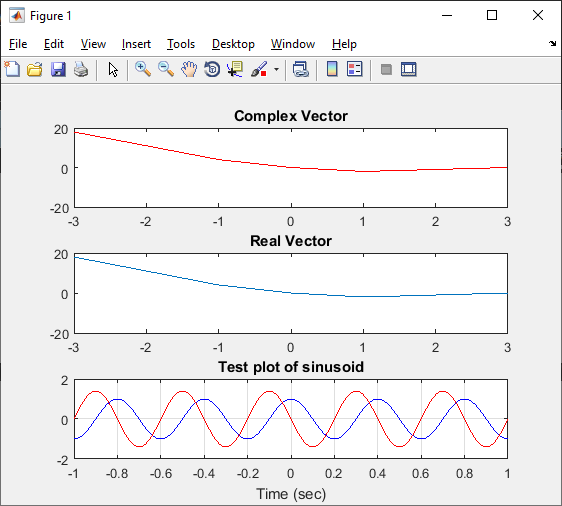 Figure 1
File Edit View Insert Tools Desktop Window Help
Complex Vector
20
0
-20
-3 -2 -1 0 1 2 3
Real Vector
20
0
-20
-3 -2 -1 0 1 2 3
Test plot of sinusoid
2
0
-2
-1 -0.8 -0.6 -0.4 -0.2 0 0.2 0.4 0.6 0.8 1
Time (sec)